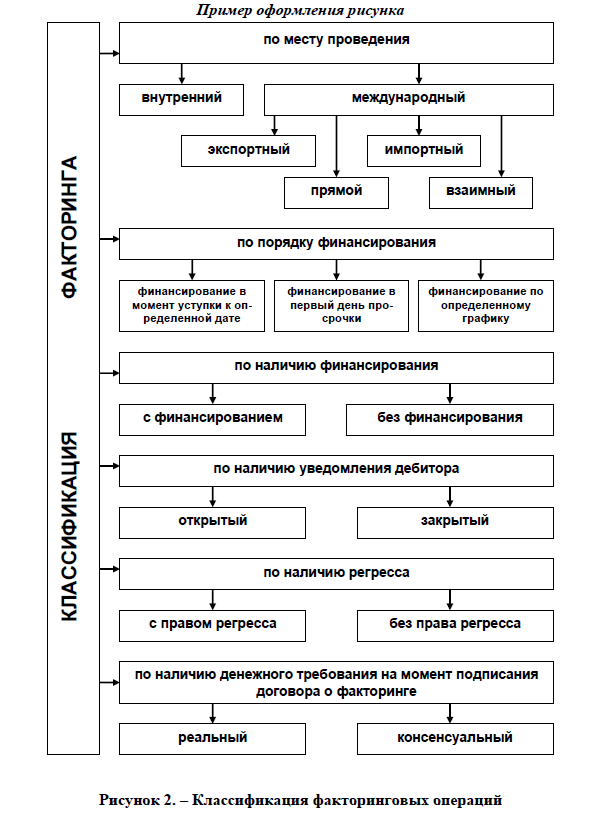 Пример оформления рисунка
КЛАССИФИКАЦИЯ ФАКТОРИНГА
по месту проведения
внутренний
международный
экспортный
импортный
прямой
взаимный
по порядку финансирования
финансирование в
момент уступки к оп-
ределенной дате
финансирование в
первый день про-
срочки
финансирование по
определенному
графику
по наличию финансирования
с финансированием
без финансирования
по наличию уведомления дебитора
открытый
закрытый
по наличию регресса
с правом регресса
без права регресса
по наличию денежного требования на момент подписания
договора о факторинге
реальный
консенсуальный
Рисунок 2. – Классификация факторинговых операций